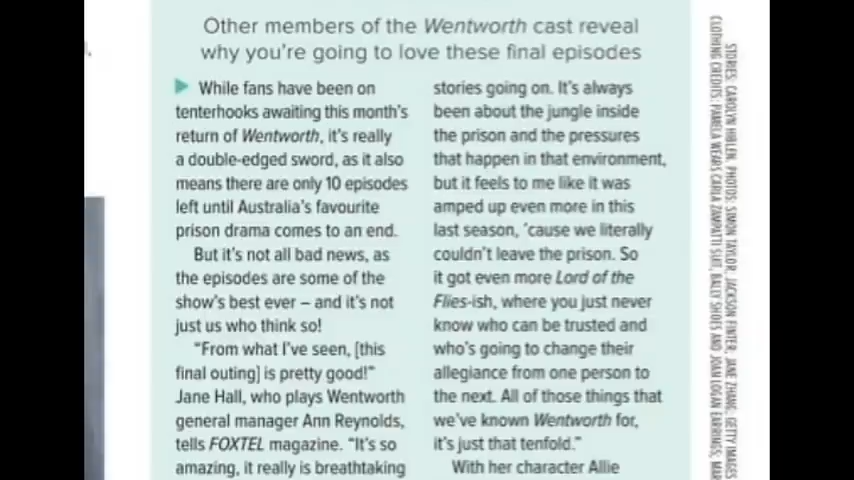 Other members of the Wentworth cast reveal
why you're going to love these final episodes
While fans have been on
tenterhooks awaiting this month's
return of Wentworth, it's really
a double-edged sword, as it also
means there are only 10 episodes
left until Australia's favourite
prison drama comes to an end.
But it's not all bad news, as
the episodes are some of the
show's best ever – and it's not
just us who think so!
"From what I've seen, [this
final outing] is pretty good!"
Jane Hall, who plays Wentworth
general manager Ann Reynolds,
tells FOXTEL magazine. "It's so
amazing, it really is breathtaking
stories going on. It's always
been about the jungle inside
the prison and the pressures
that happen in that environment,
but it feels to me like it was
amped up even more in this
last season, 'cause we literally
couldn't leave the prison. So
it got even more Lord of the
Flies-ish, where you just never
know who can be trusted and
who's going to change their
allegiance from one person to
the next. All of those things that
we've known Wentworth for,
it's just that tenfold."
With her character Allie
STORIES: CAROLYN HIBLEN. PHOTOS: SIMON TAYLOR, JACKSON FINTER, JANE ZHANG, GETTY IMAGES
CLOTHING CREDITS: PAMELA WEARS CARLA ZAMPATTI SUIT, BALLY SHOES AND JOAN LOGAN EARRINGS;